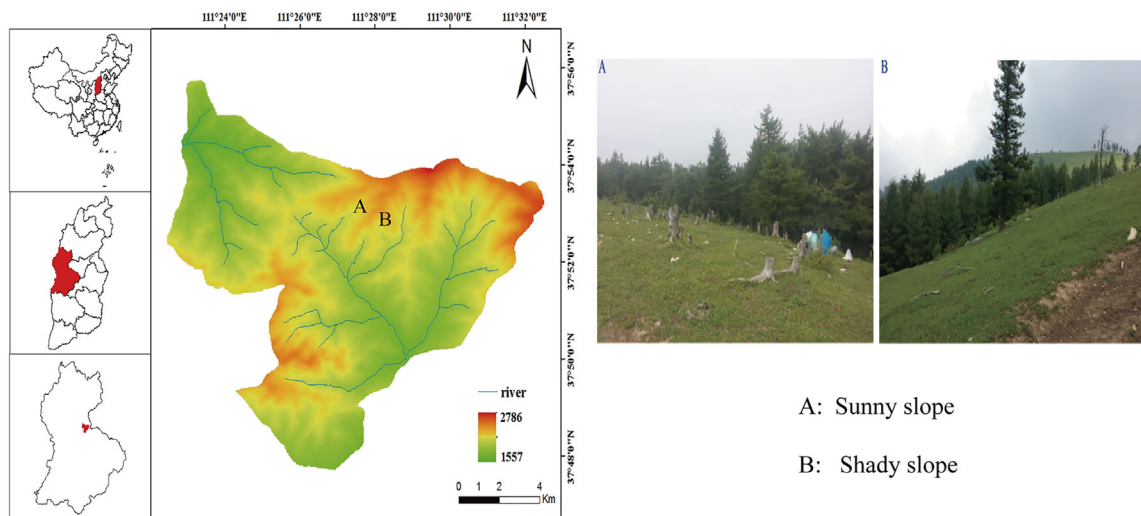 111°24'0"E 111°26'0"E 111°28'0"E 111°30'0"E 111°32'0"E
N
37°56'0"N
37°54'0"N
37°52'0"N
37°50'0"N
37°48'0"N
A
B
river
2786
1557
0 1 2 4
Km
A
B
A: Sunny slope
B: Shady slope